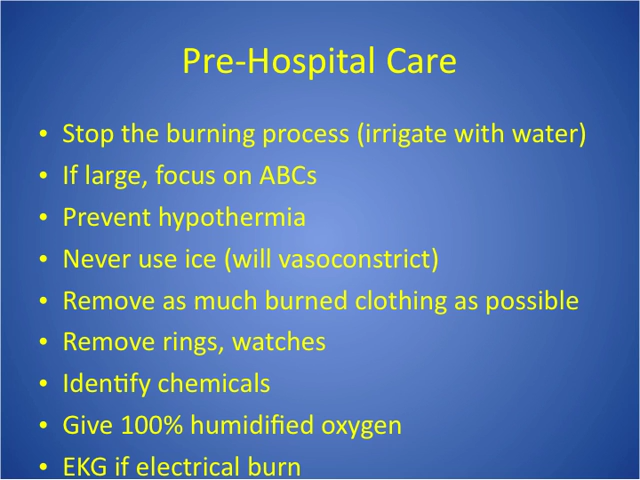 Pre-Hospital Care
• Stop the burning process (irrigate with water)
• If large, focus on ABCs
• Prevent hypothermia
• Never use ice (will vasoconstrict)
• Remove as much burned clothing as possible
• Remove rings, watches
• Identify chemicals
• Give 100% humidified oxygen
• EKG if electrical burn